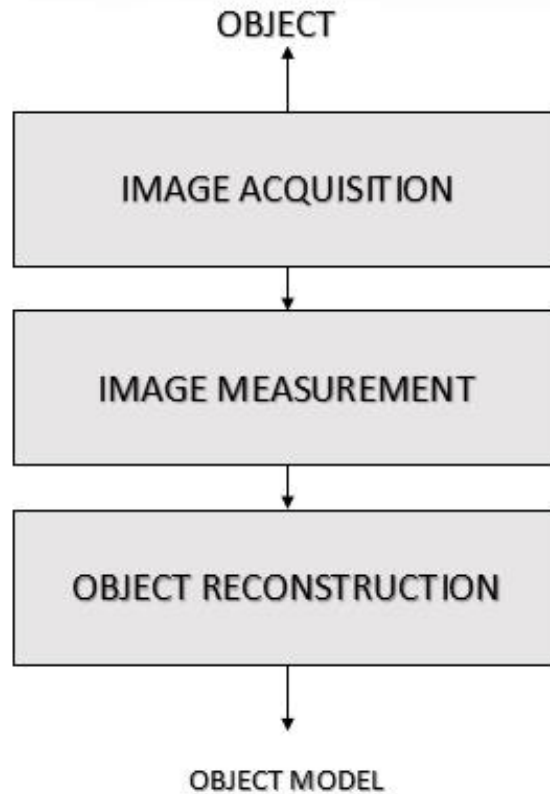 OBJECT
IMAGE ACQUISITION
IMAGE MEASUREMENT
OBJECT RECONSTRUCTION
OBJECT MODEL